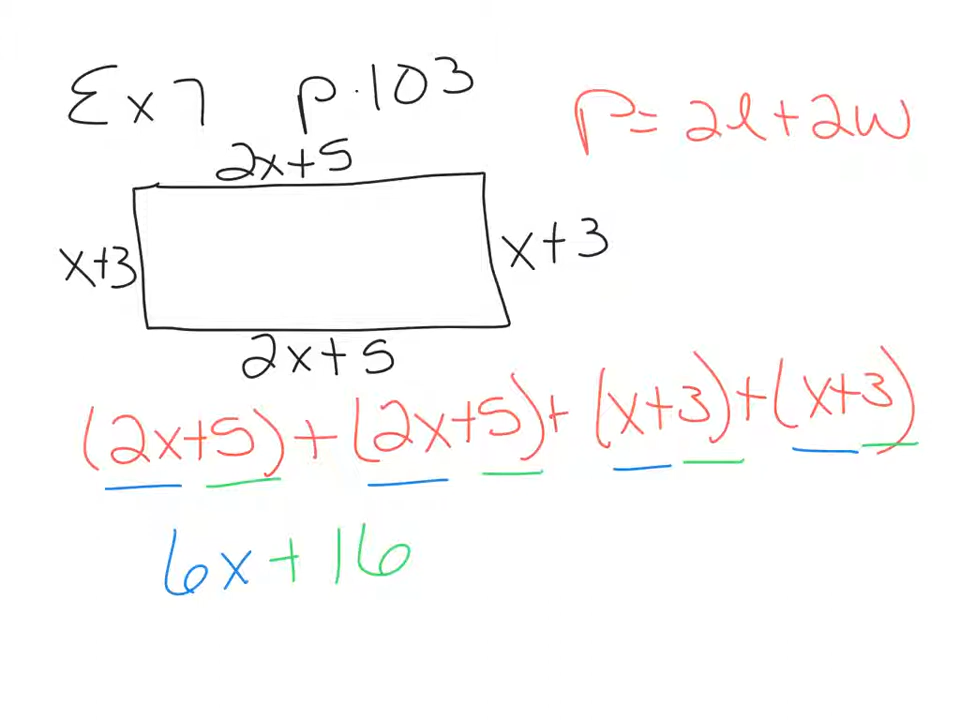 Ex 7 p.103
P = 2l + 2w
2x+5
x+3
x+3
2x+5
(2x+5) + (2x+5) + (x+3) + (x+3)
6x + 16